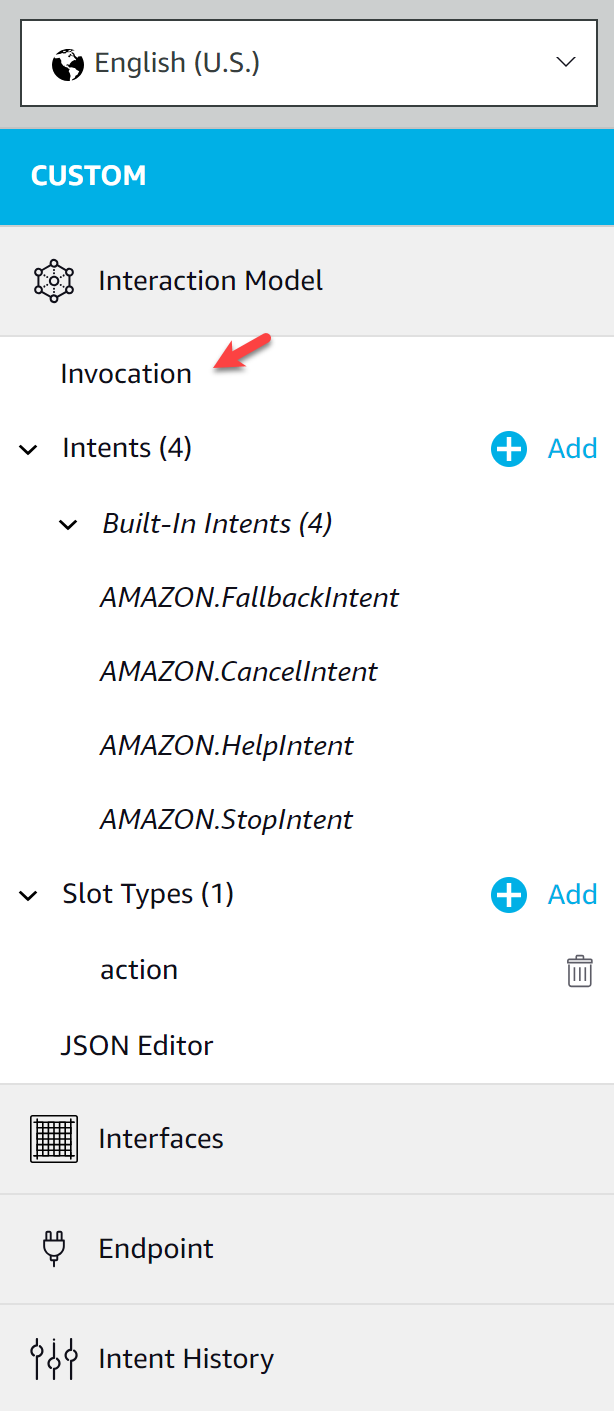 English (U.S.)
CUSTOM
Interaction Model
Invocation
Intents (4) Add
Built-In Intents (4)
AMAZON.FallbackIntent
AMAZON.CancelIntent
AMAZON.HelpIntent
AMAZON.StopIntent
Slot Types (1) Add
action
JSON Editor
Interfaces
Endpoint
Intent History